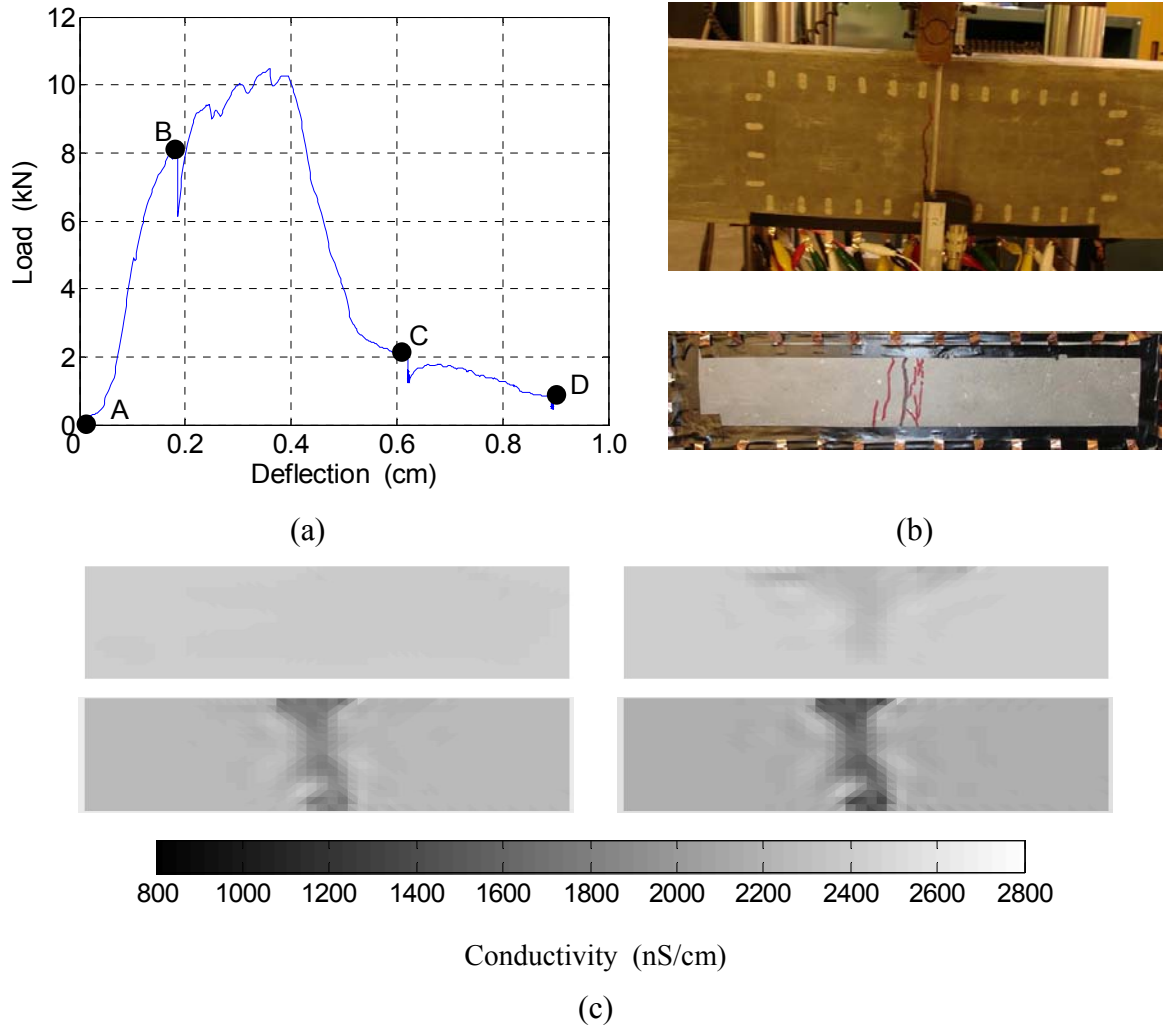 12
10
8
6
4
2
0
Load (kN)
A
B
C
D
0 0.2 0.4 0.6 0.8 1.0
Deflection (cm)
(a)
(b)
800 1000 1200 1400 1600 1800 2000 2200 2400 2600 2800
Conductivity (nS/cm)
(c)